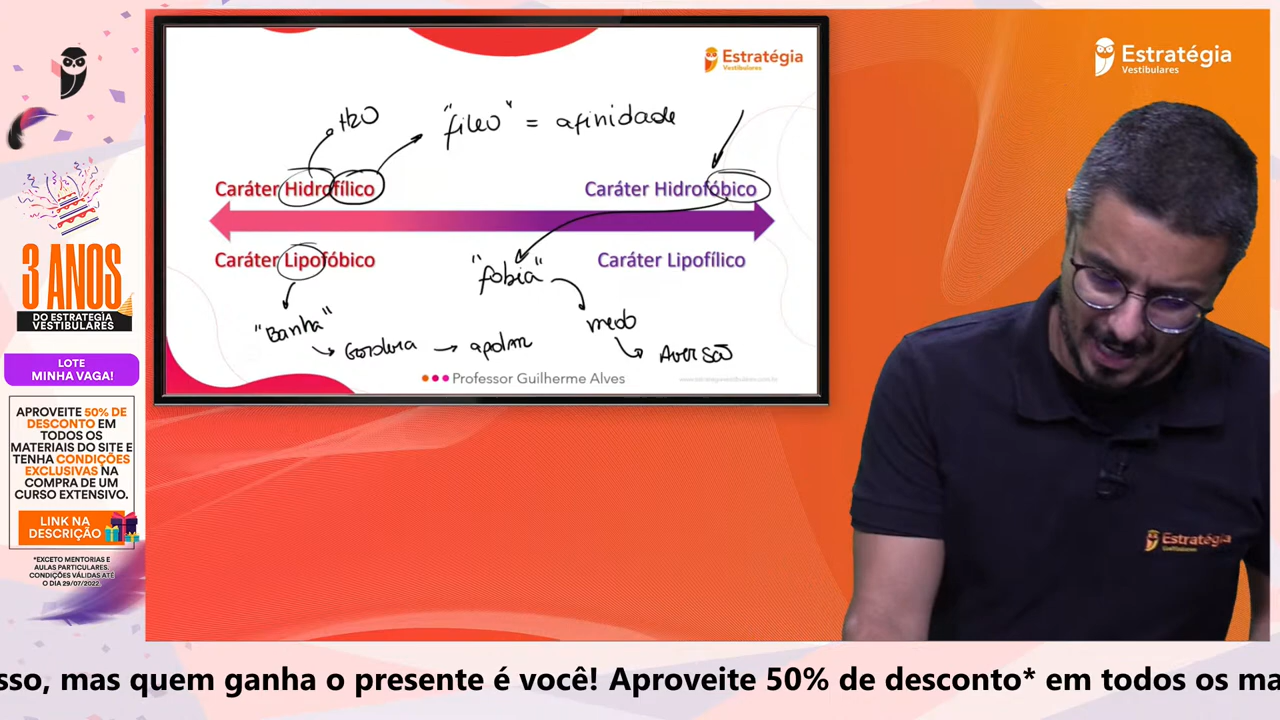 Estratégia
Vestibulares
H2O
"fileo" = afinidade
Caráter Hidrofílico
Caráter Hidrofóbico
Caráter Lipofóbico
Caráter Lipofílico
"fobia"
"Banha"
medo
Gordura → apolar
Aversão
Professor Guilherme Alves
Estratégia
Vestibulares
Estratégia
Vestibulares
3 ANOS
DO ESTRATEGIA
VESTIBULARES
LOTE
MINHA VAGA!
APROVEITE 50% DE
DESCONTO EM
TODOS OS
MATERIAIS DO SITE E
TENHA CONDIÇÕES
EXCLUSIVAS NA
COMPRA DE UM
CURSO EXTENSIVO.
LINK NA
DESCRIÇÃO
*EXCETO MENTORIAS E
AULAS PARTICULARES.
CONDIÇÕES VÁLIDAS ATÉ
O DIA 29/07/2022.
sso, mas quem ganha o presente é você! Aproveite 50% de desconto* em todos os ma